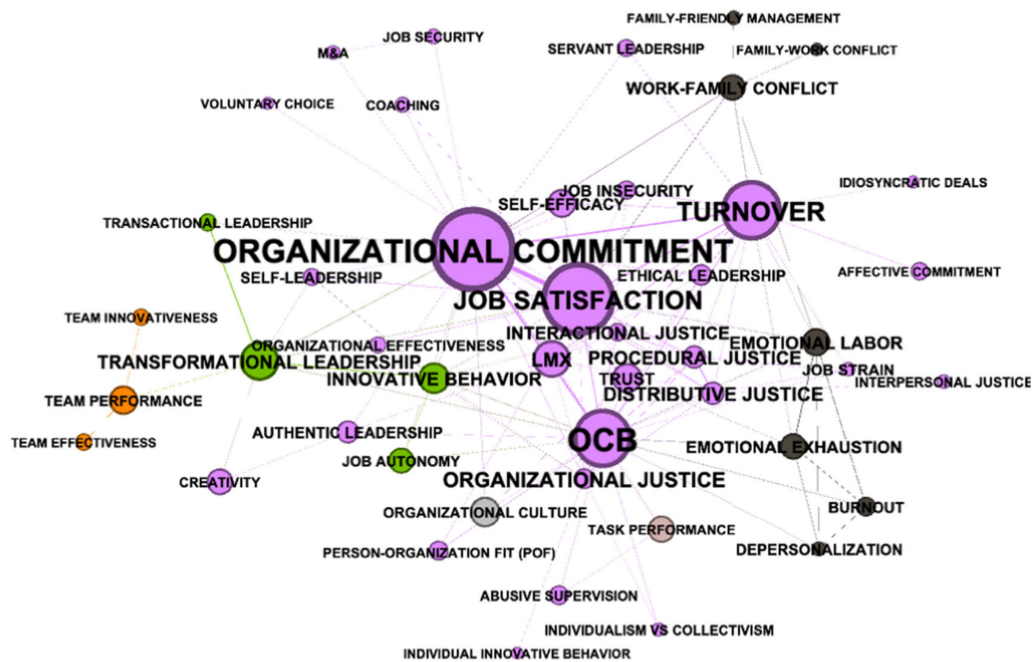 FAMILY-FRIENDLY MANAGEMENT
JOB SECURITY
M&A
SERVANT LEADERSHIP
FAMILY-WORK CONFLICT
WORK-FAMILY CONFLICT
VOLUNTARY CHOICE
COACHING
JOB INSECURITY
IDIOSYNCRATIC DEALS
SELF-EFFICACY
TURNOVER
TRANSACTIONAL LEADERSHIP
ORGANIZATIONAL COMMITMENT
SELF-LEADERSHIP
ETHICAL LEADERSHIP
AFFECTIVE COMMITMENT
JOB SATISFACTION
TEAM INNOVATIVENESS
INTERACTIONAL JUSTICE
ORGANIZATIONAL EFFECTIVENESS
EMOTIONAL LABOR
TRANSFORMATIONAL LEADERSHIP
LMX
PROCEDURAL JUSTICE
JOB STRAIN
INNOVATIVE BEHAVIOR
TRUST
INTERPERSONAL JUSTICE
DISTRIBUTIVE JUSTICE
TEAM PERFORMANCE
AUTHENTIC LEADERSHIP
OCB
TEAM EFFECTIVENESS
EMOTIONAL EXHAUSTION
JOB AUTONOMY
CREATIVITY
ORGANIZATIONAL JUSTICE
BURNOUT
ORGANIZATIONAL CULTURE
TASK PERFORMANCE
PERSON-ORGANIZATION FIT (POF)
DEPERSONALIZATION
ABUSIVE SUPERVISION
INDIVIDUALISM VS COLLECTIVISM
INDIVIDUAL INNOVATIVE BEHAVIOR